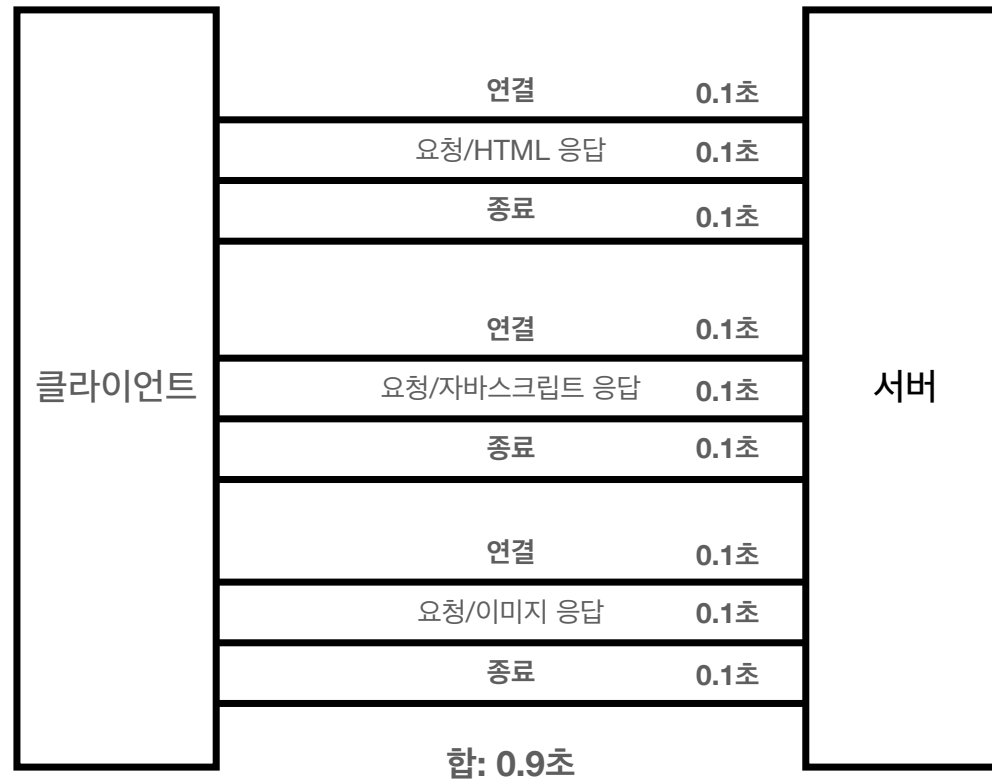 연결 0.1초
요청/HTML 응답 0.1초
종료 0.1초
연결 0.1초
클라이언트
요청/자바스크립트 응답 0.1초
서버
종료 0.1초
연결 0.1초
요청/이미지 응답 0.1초
종료 0.1초
합: 0.9초